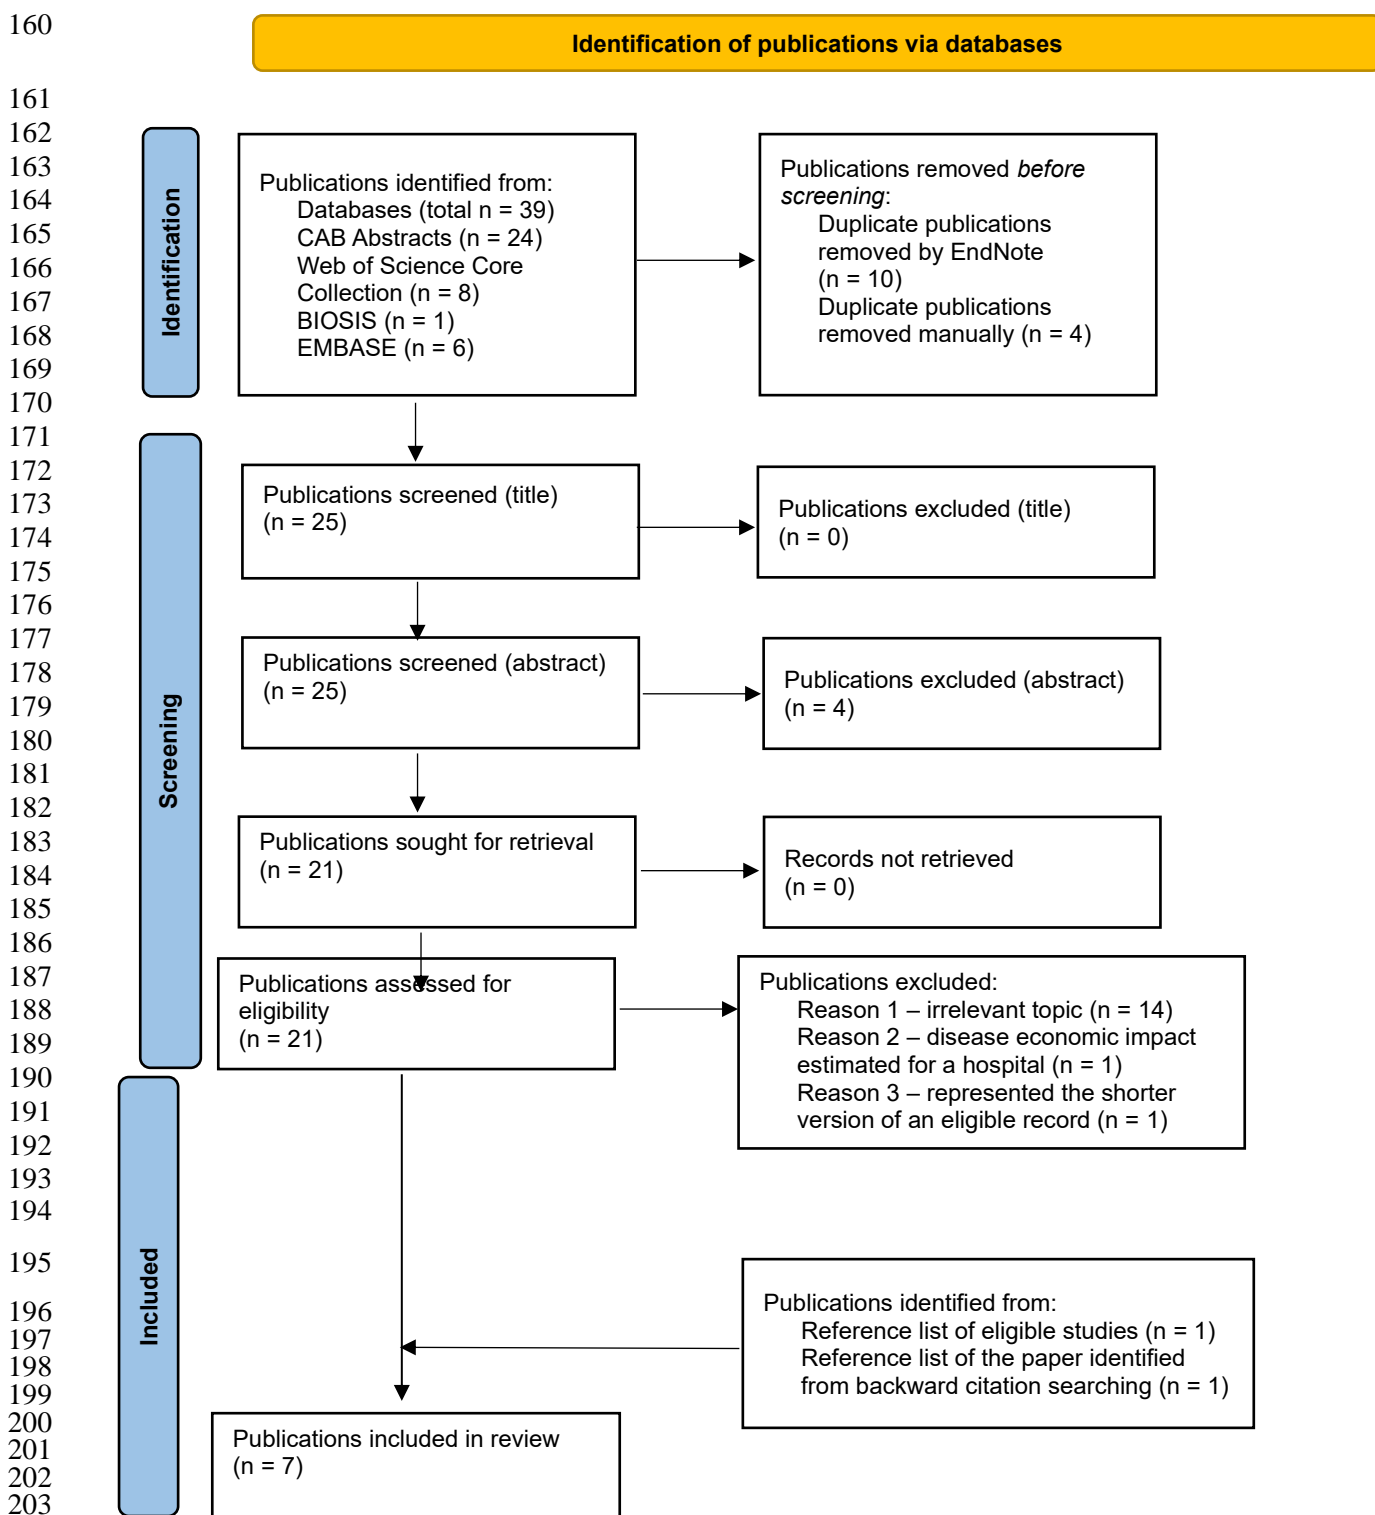 160
Identification of publications via databases
161
162
163
164
165
166
167
168
169
170
171
172
173
174
175
176
177
178
179
180
181
182
183
184
185
186
187
188
189
190
191
192
193
194
195
196
197
198
199
200
201
202
203
Identification
Publications identified from:
Databases (total n = 39)
CAB Abstracts (n = 24)
Web of Science Core
Collection (n = 8)
BIOSIS (n = 1)
EMBASE (n = 6)
Publications removed before
screening:
Duplicate publications
removed by EndNote
(n = 10)
Duplicate publications
removed manually (n = 4)
Screening
Publications screened (title)
(n = 25)
Publications excluded (title)
(n = 0)
Publications screened (abstract)
(n = 25)
Publications excluded (abstract)
(n = 4)
Publications sought for retrieval
(n = 21)
Records not retrieved
(n = 0)
Publications assessed for
eligibility
(n = 21)
Publications excluded:
Reason 1 – irrelevant topic (n = 14)
Reason 2 – disease economic impact
estimated for a hospital (n = 1)
Reason 3 – represented the shorter
version of an eligible record (n = 1)
Included
Publications identified from:
Reference list of eligible studies (n = 1)
Reference list of the paper identified
from backward citation searching (n = 1)
Publications included in review
(n = 7)